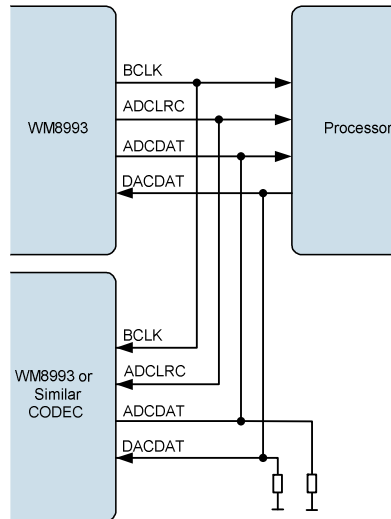 BCLK
WM8993
ADCLRC
Processor
ADCDAT
DACDAT
BCLK
WM8993 or
Similar
CODEC
ADCLRC
ADCDAT
DACDAT